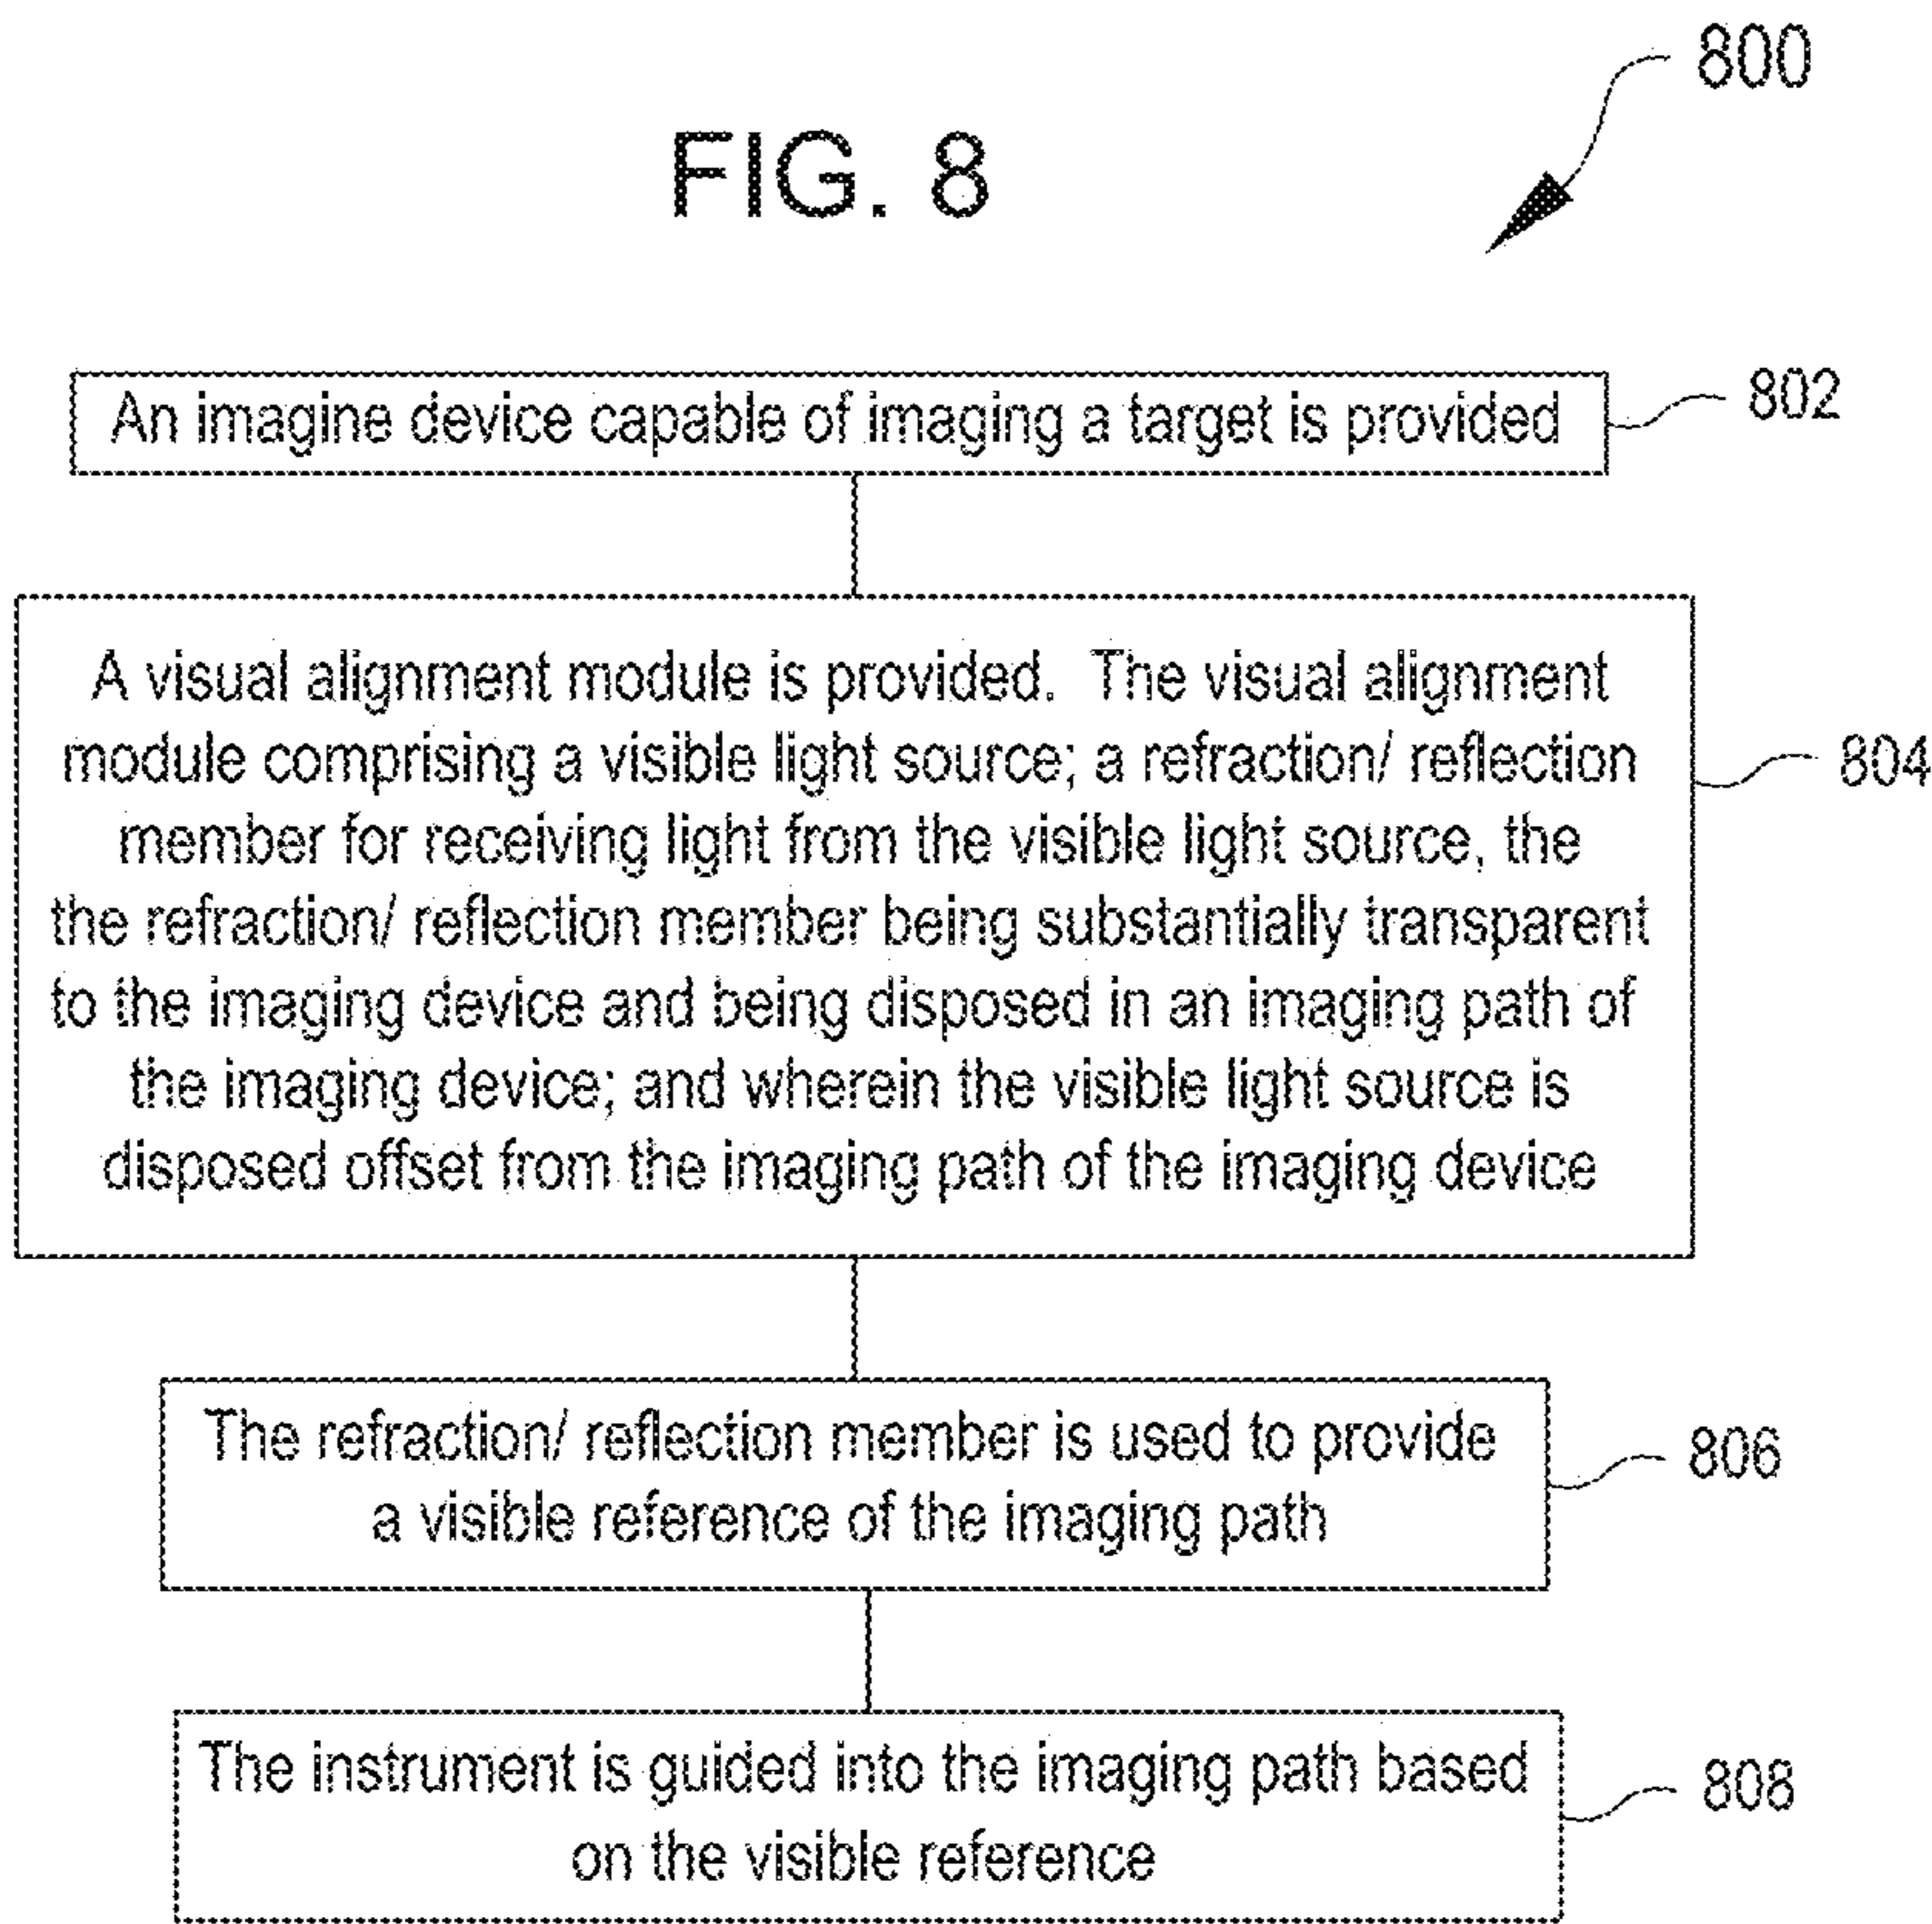 800
FIG. 8
An imagine device capable of imaging a target is provided
802
A visual alignment module is provided. The visual alignment
module comprising a visible light source; a refraction/ reflection
member for receiving light from the visible light source, the
the refraction/ reflection member being substantially transparent
to the imaging device and being disposed in an imaging path of
the imaging device; and wherein the visible light source is
disposed offset from the imaging path of the imaging device
804
The refraction/ reflection member is used to provide
a visible reference of the imaging path
806
The instrument is guided into the imaging path based
on the visible reference
808